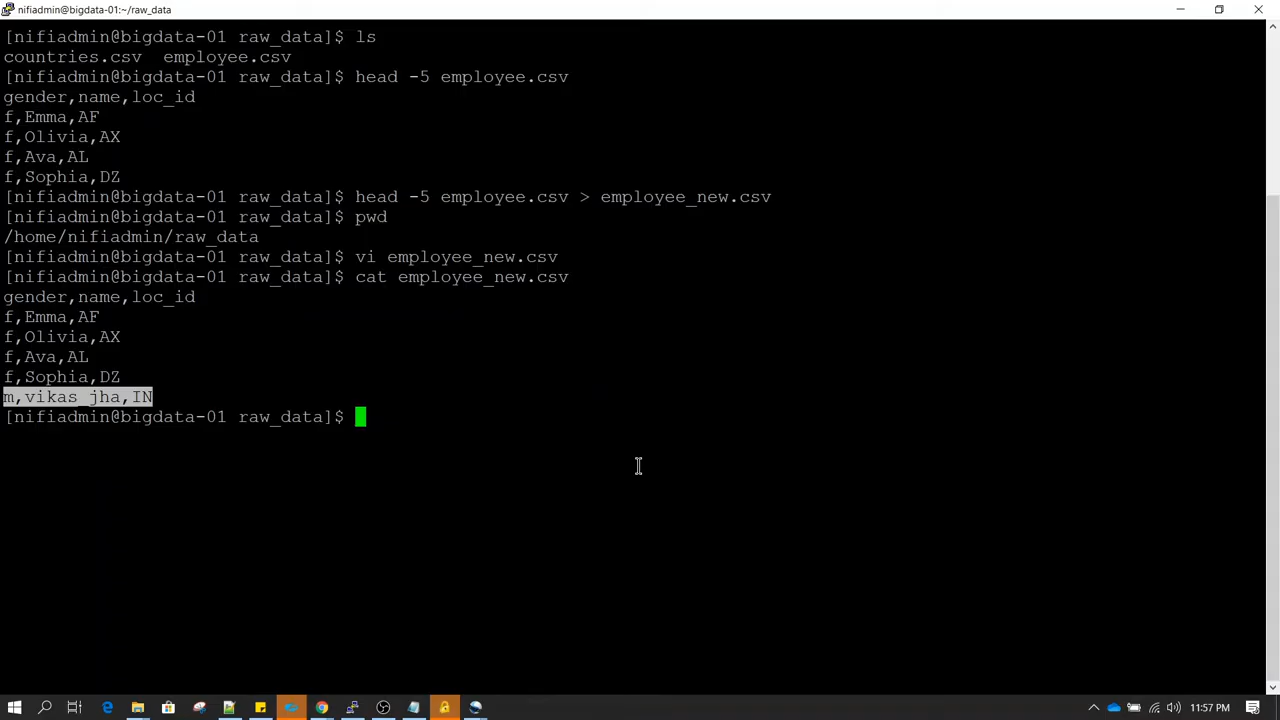 nifiadmin@bigdata-01:~/raw_data
[nifiadmin@bigdata-01 raw_data]$ ls
countries.csv  employee.csv
[nifiadmin@bigdata-01 raw_data]$ head -5 employee.csv
gender,name,loc_id
f,Emma,AF
f,Olivia,AX
f,Ava,AL
f,Sophia,DZ
[nifiadmin@bigdata-01 raw_data]$ head -5 employee.csv > employee_new.csv
[nifiadmin@bigdata-01 raw_data]$ pwd
/home/nifiadmin/raw_data
[nifiadmin@bigdata-01 raw_data]$ vi employee_new.csv
[nifiadmin@bigdata-01 raw_data]$ cat employee_new.csv
gender,name,loc_id
f,Emma,AF
f,Olivia,AX
f,Ava,AL
f,Sophia,DZ
m,vikas_jha,IN
[nifiadmin@bigdata-01 raw_data]$
11:57 PM